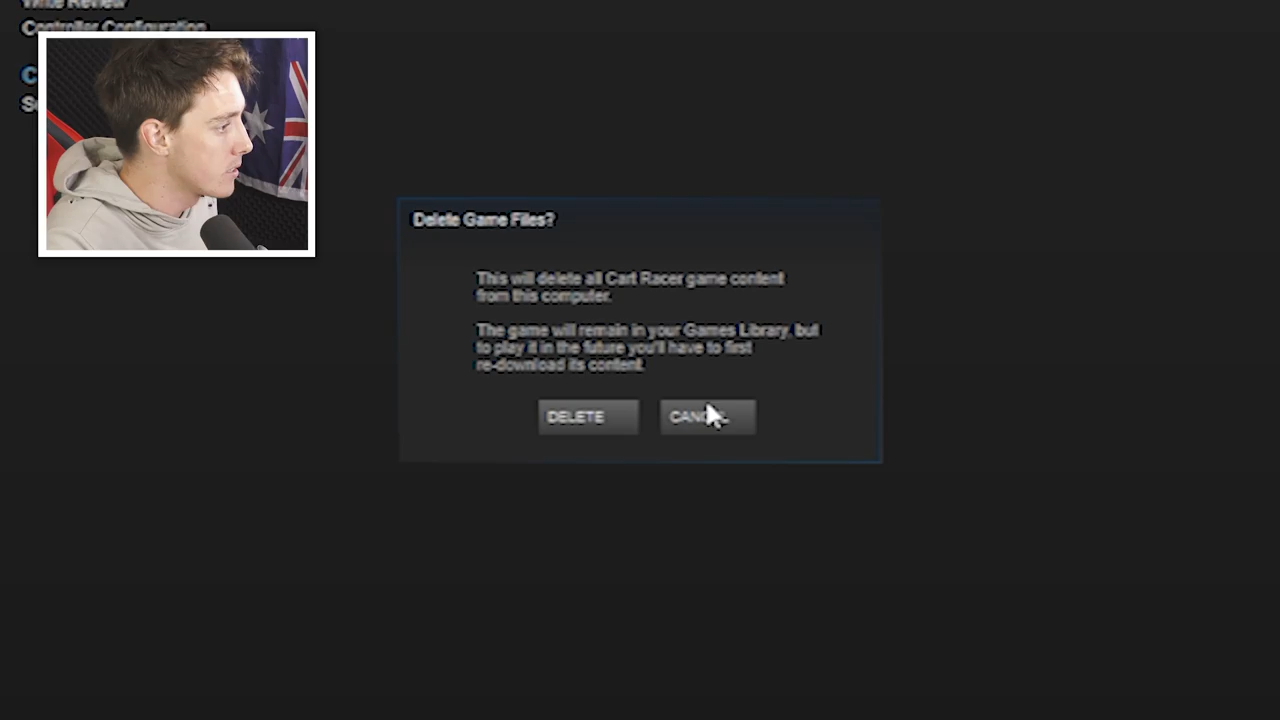 Write Review
Controller Configuration
Delete Game Files?
This will delete all Cart Racer game content
from this computer.
The game will remain in your Games Library, but
to play it in the future you'll have to first
re-download its content.
DELETE